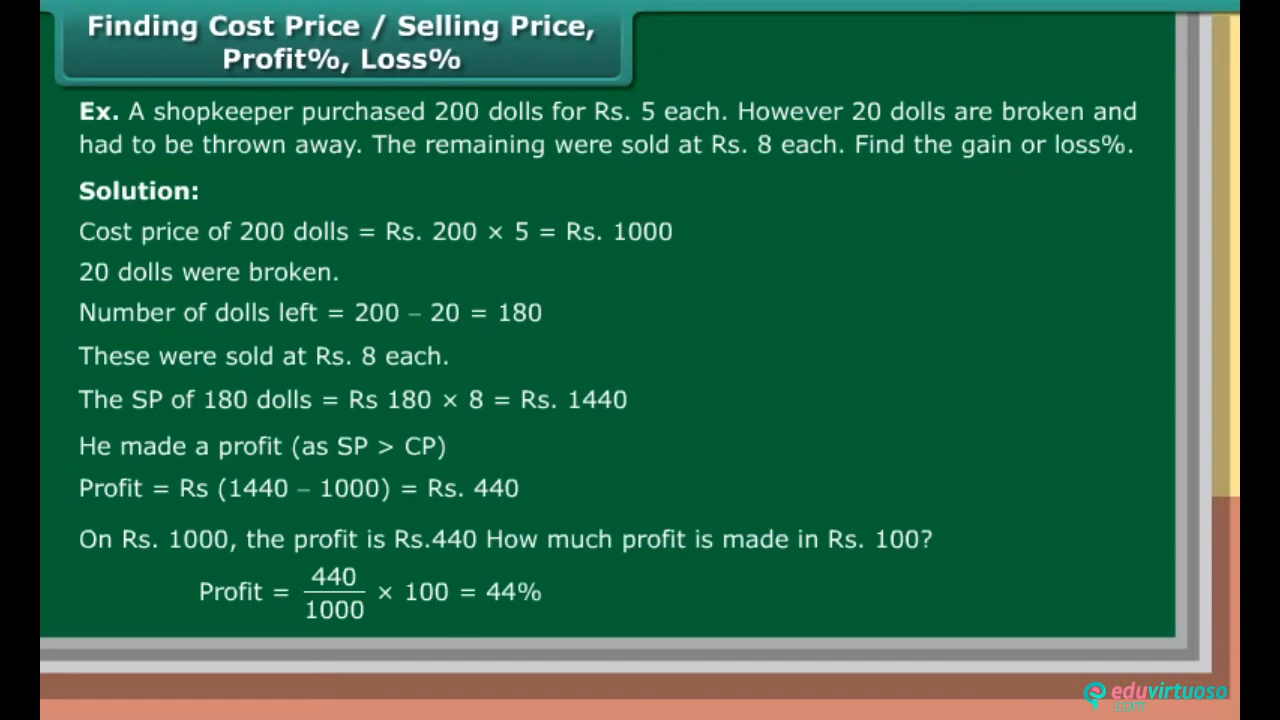 Finding Cost Price / Selling Price,
Profit%, Loss%
Ex. A shopkeeper purchased 200 dolls for Rs. 5 each. However 20 dolls are broken and
had to be thrown away. The remaining were sold at Rs. 8 each. Find the gain or loss%.
Solution:
Cost price of 200 dolls = Rs. 200 × 5 = Rs. 1000
20 dolls were broken.
Number of dolls left = 200 – 20 = 180
These were sold at Rs. 8 each.
The SP of 180 dolls = Rs 180 × 8 = Rs. 1440
He made a profit (as SP > CP)
Profit = Rs (1440 – 1000) = Rs. 440
On Rs. 1000, the profit is Rs.440 How much profit is made in Rs. 100?
Profit = 440/1000 × 100 = 44%
eduvirtuoso
.com